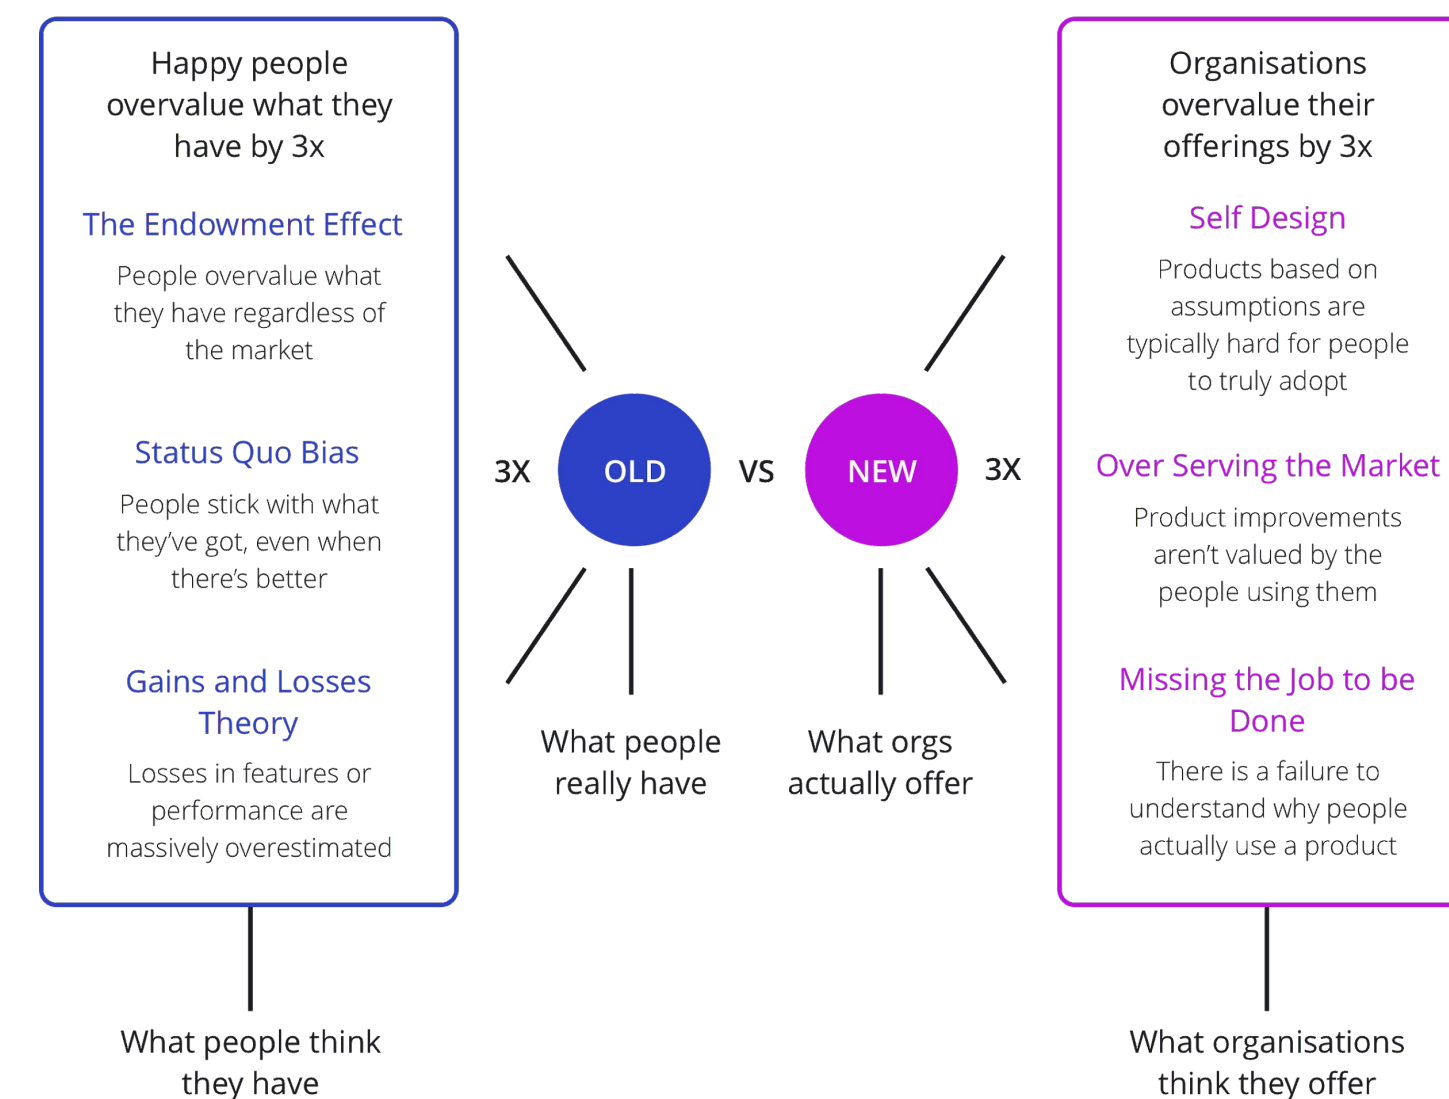 Happy people
overvalue what they
have by 3x
The Endowment Effect
People overvalue what
they have regardless of
the market
Status Quo Bias
People stick with what
they’ve got, even when
there’s better
Gains and Losses
Theory
Losses in features or
performance are
massively overestimated
What people think
they have
3X
OLD
VS
NEW
3X
What people
really have
What orgs
actually offer
Organisations
overvalue their
offerings by 3x
Self Design
Products based on
assumptions are
typically hard for people
to truly adopt
Over Serving the Market
Product improvements
aren’t valued by the
people using them
Missing the Job to be
Done
There is a failure to
understand why people
actually use a product
What organisations
think they offer